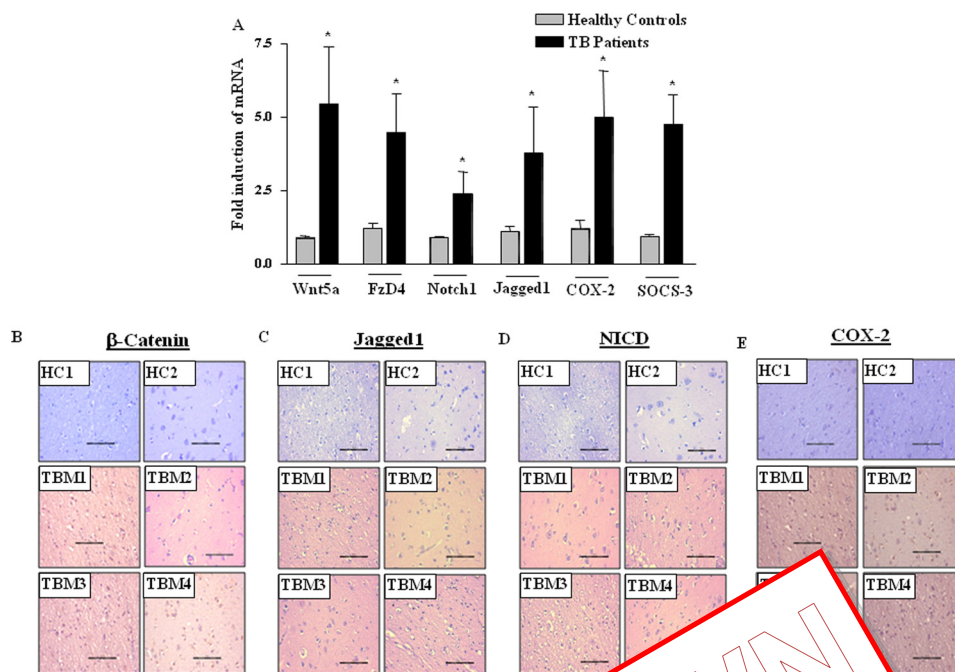 A
Healthy Controls
TB Patients
Fold induction of mRNA
7.5
5.0
2.5
0.0
* * * * * *
Wnt5a FzD4 Notch1 Jagged1 COX-2 SOCS-3
B β-Catenin
HC1 HC2
TBM1 TBM2
TBM3 TBM4
C Jagged1
HC1 HC2
TBM1 TBM2
TBM3 TBM4
D NICD
HC1 HC2
TBM1 TBM2
TBM3 TBM4
E COX-2
HC1 HC2
TBM1 TBM2
TBM4